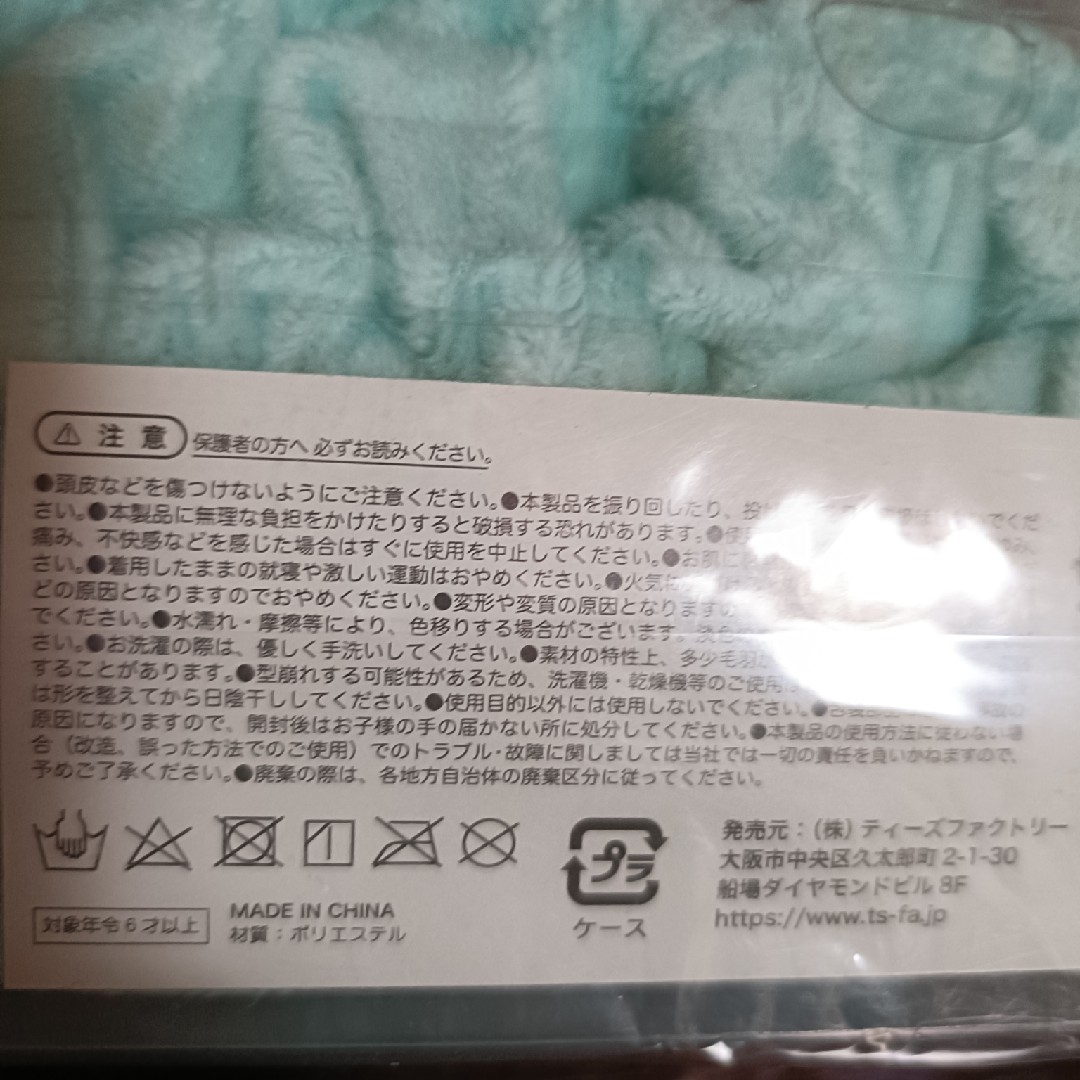 ⚠ 注意 保護者の方へ 必ずお読みください。
●頭皮などを傷つけないようにご注意ください。●本製品を振り回したり、投
さい。●本製品に無理な負担をかけたりすると破損する恐れがあります。●使
痛み、不快感などを感じた場合はすぐに使用を中止してください。●お肌に
さい。●着用したままの就寝や激しい運動はおやめください。●火気に
どの原因となりますのでおやめください。●変形や変質の原因となりますの
でください。●水濡れ・摩擦等により、色移りする場合がございます。
さい。●お洗濯の際は、優しく手洗いしてください。●素材の特性上、多少毛羽
することがあります。●型崩れする可能性があるため、洗濯機・乾燥機等のご使用
は形を整えてから日陰干ししてください。●使用目的以外には使用しないでください。
原因になりますので、開封後はお子様の手の届かない所に処分してください。●本製品の使用方法に従わない場
合（改造、誤った方法でのご使用）でのトラブル・故障に関しましては当社では一切の責任を負いかねますので、
予めご了承ください。●廃棄の際は、各地方自治体の廃棄区分に従ってください。
対象年令6才以上
MADE IN CHINA
材質：ポリエステル
プラ
ケース
発売元：（株）ティーズファクトリー
大阪市中央区久太郎町2-1-30
船場ダイヤモンドビル8F
https://www.ts-fa.jp